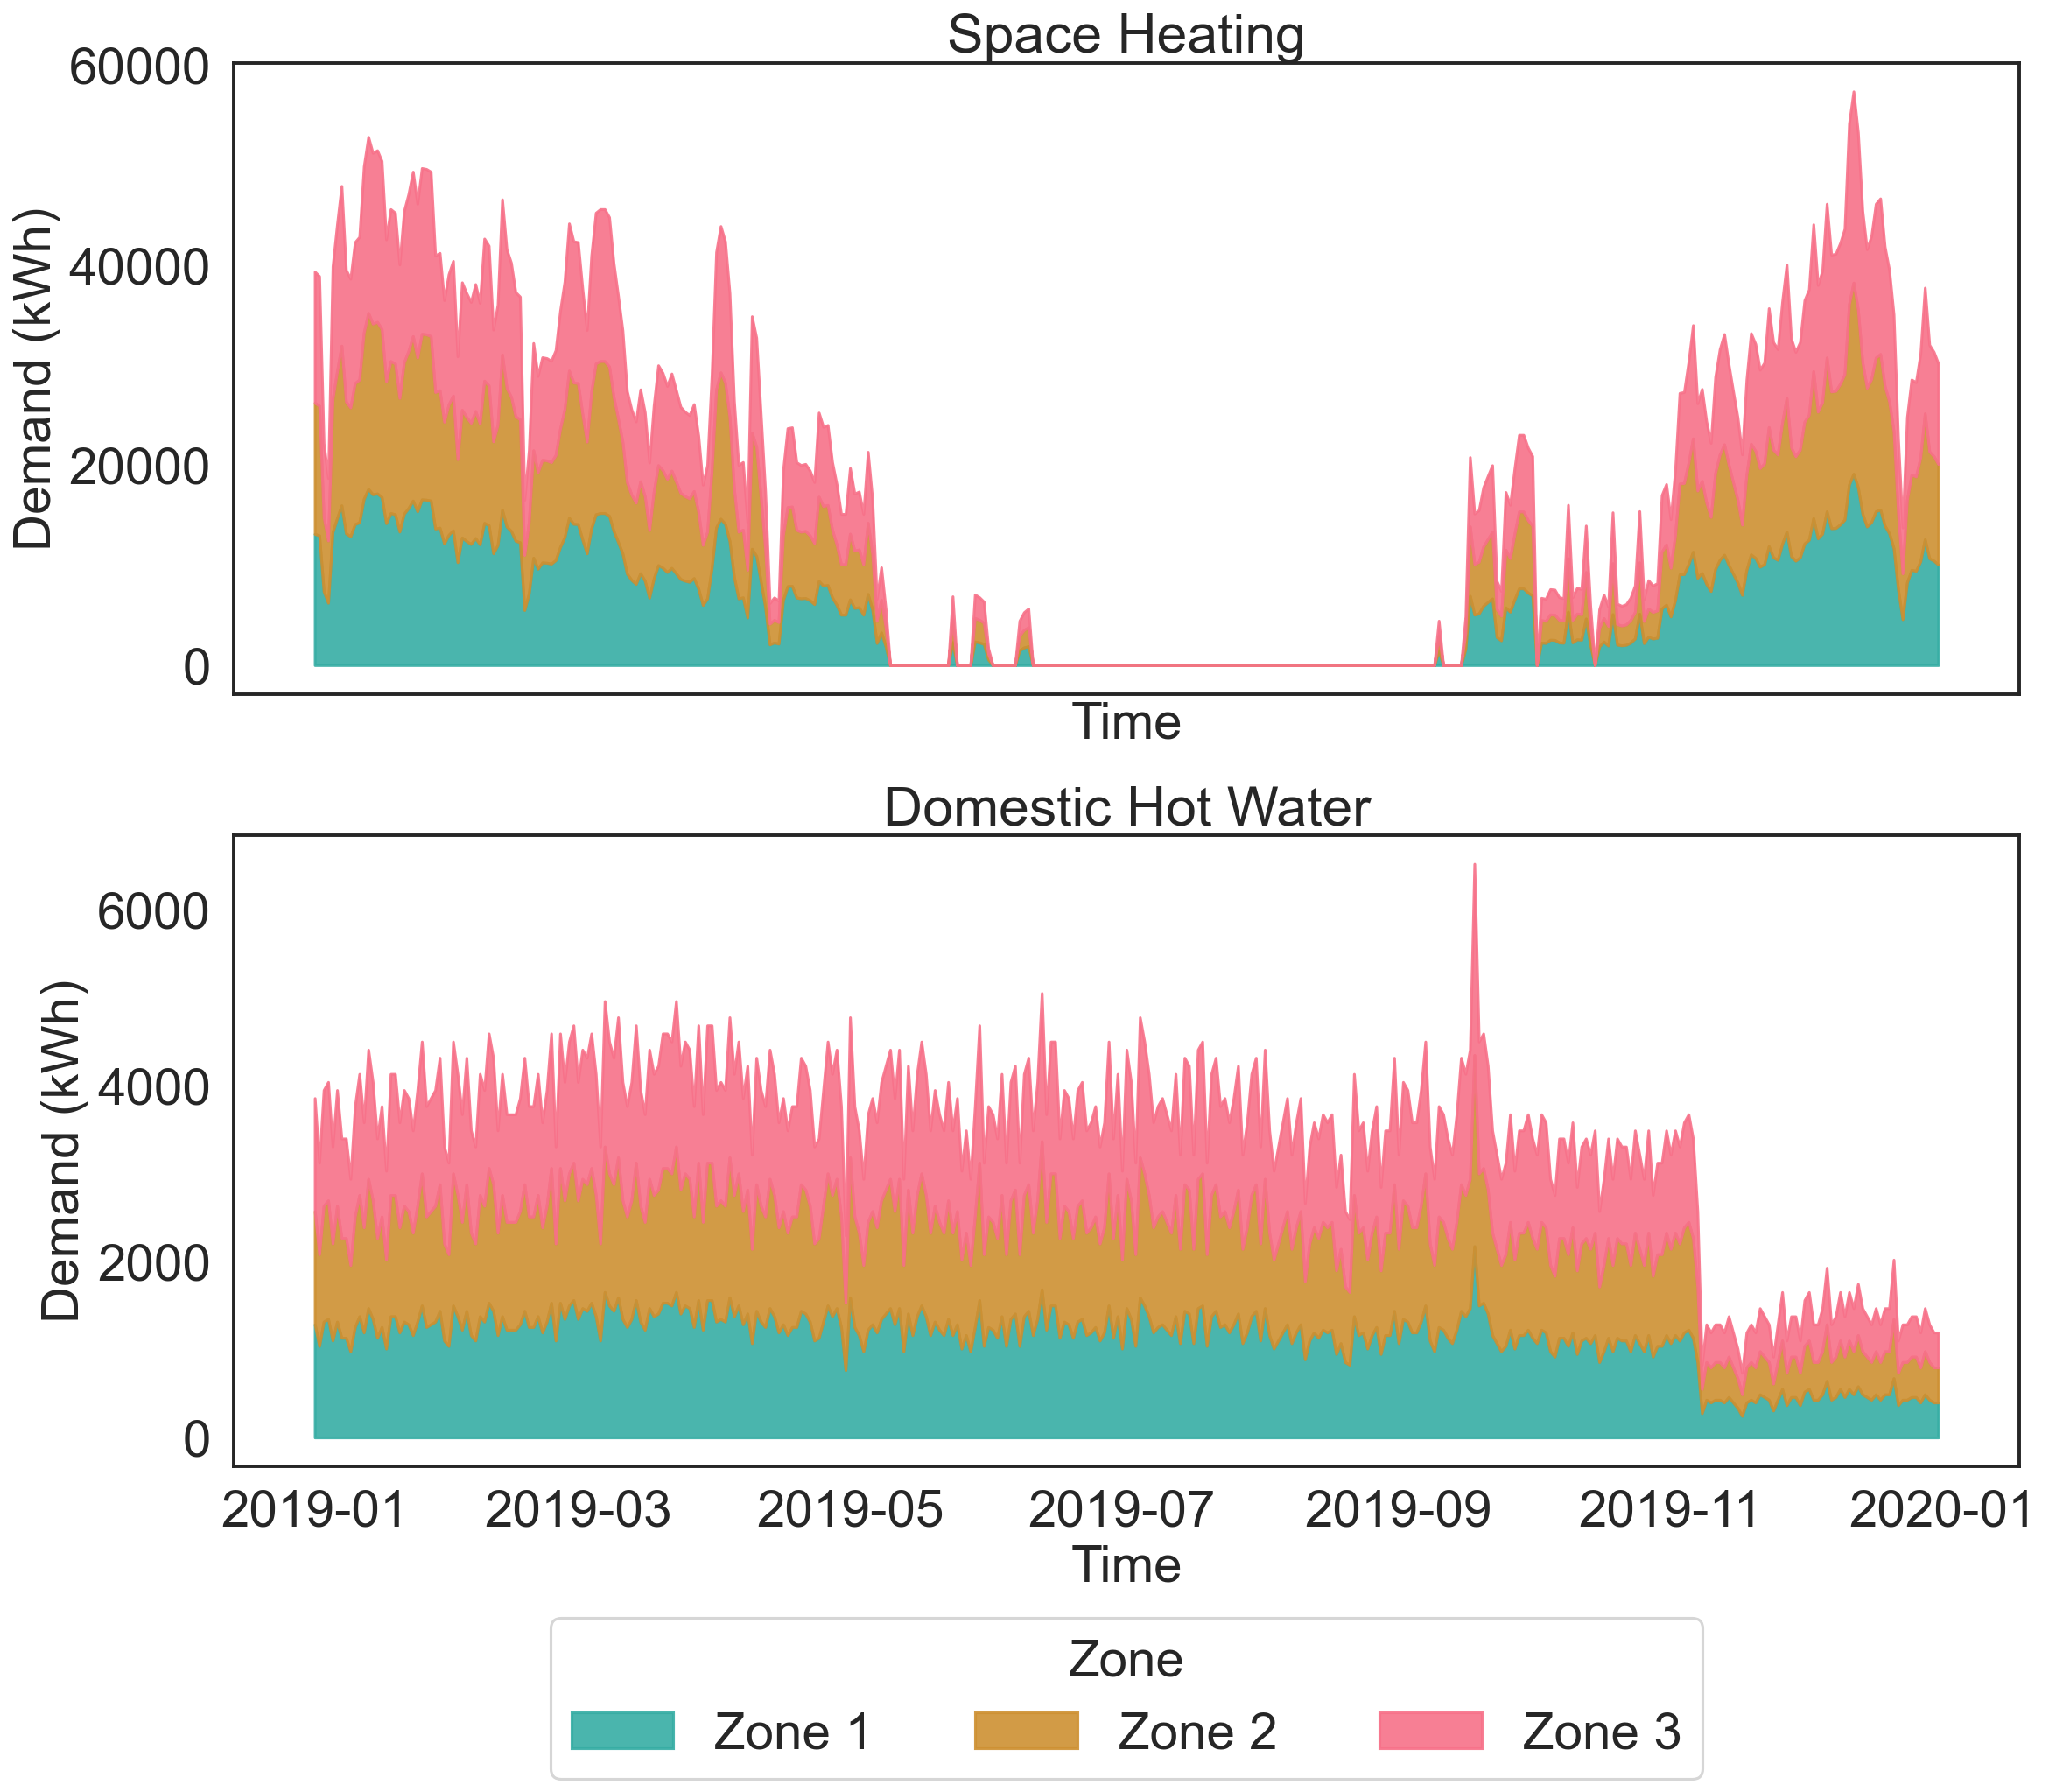 Space Heating
60000
40000
20000
0
Demand (kWh)
Time
Domestic Hot Water
6000
4000
2000
0
Demand (kWh)
2019-01 2019-03 2019-05 2019-07 2019-09 2019-11 2020-01
Time
Zone
Zone 1 Zone 2 Zone 3